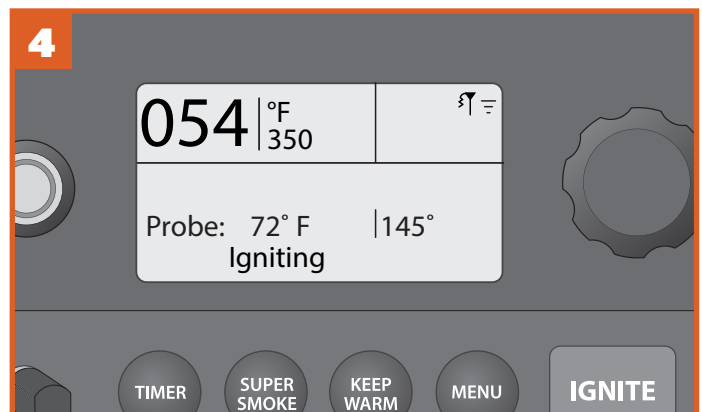 4
054 °F
350
Probe: 72° F 145°
Igniting
TIMER
SUPER
SMOKE
KEEP
WARM
MENU
IGNITE